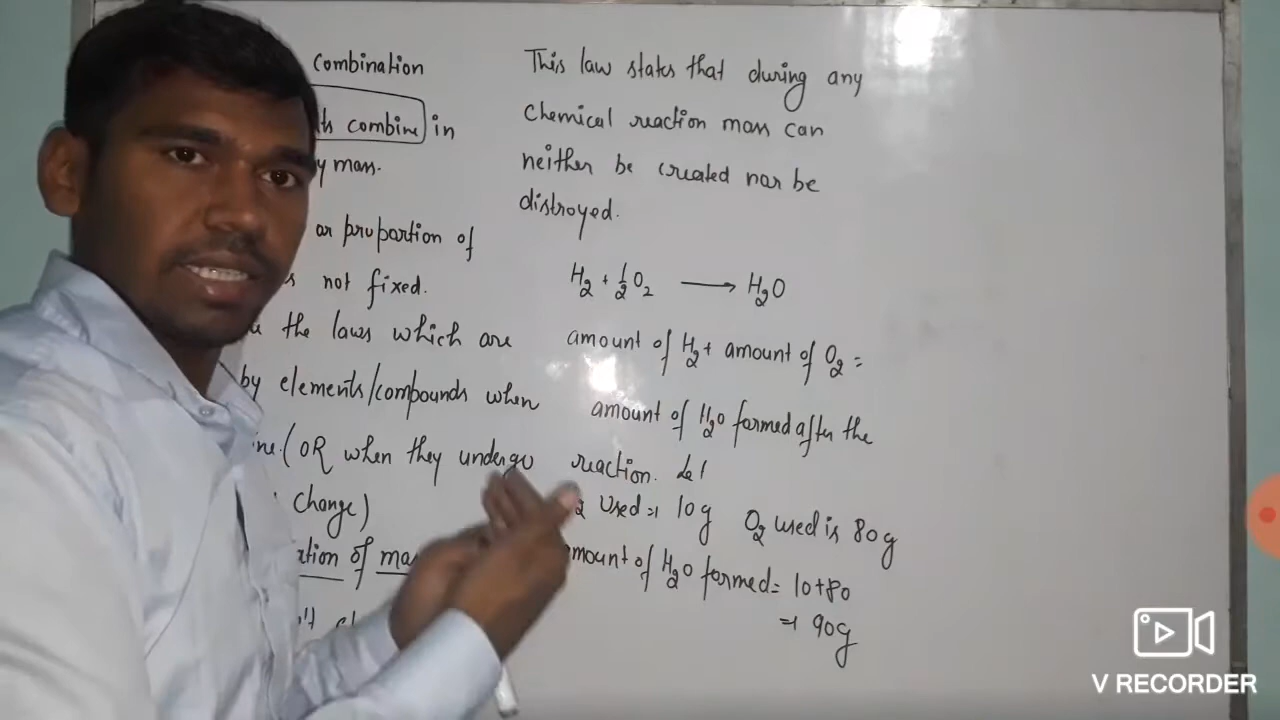 combination
combine in
mass.
or proportion of
not fixed.
the laws which are
by elements/compounds when
(OR when they undergo
Change)
of
This law states that during any
Chemical reaction mass can
neither be created nor be
distroyed.
H₂ + ½O₂ ⟶ H₂O
amount of H₂ + amount of O₂ =
amount of H₂O formed after the
reaction. Let
used = 10g O₂ used is 80g
amount of H₂O formed = 10+80
= 90g
V RECORDER